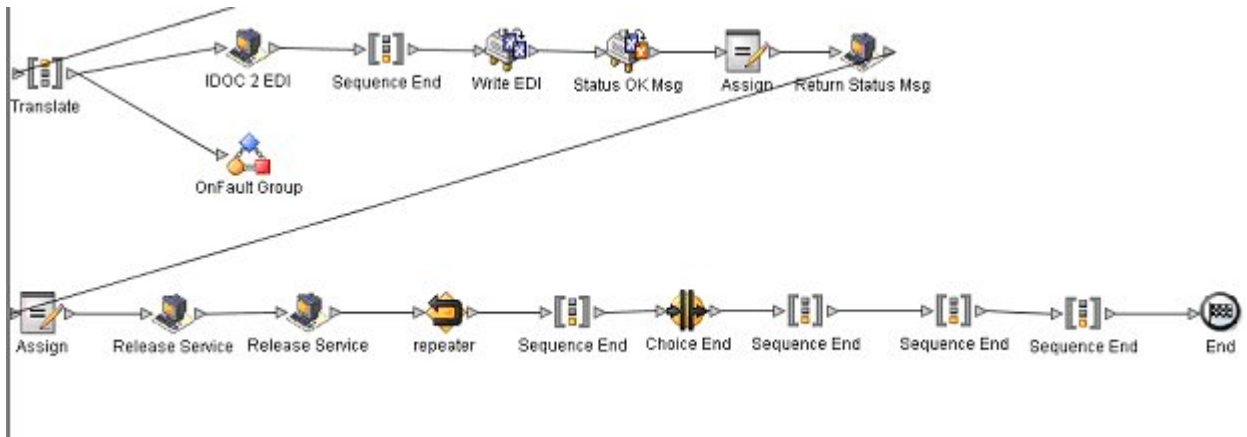 Translate
IDOC 2 EDI
Sequence End
Write EDI
Status OK Msg
Assign
Return Status Msg
OnFault Group
Assign
Release Service
Release Service
repeater
Sequence End
Choice End
Sequence End
Sequence End
Sequence End
End